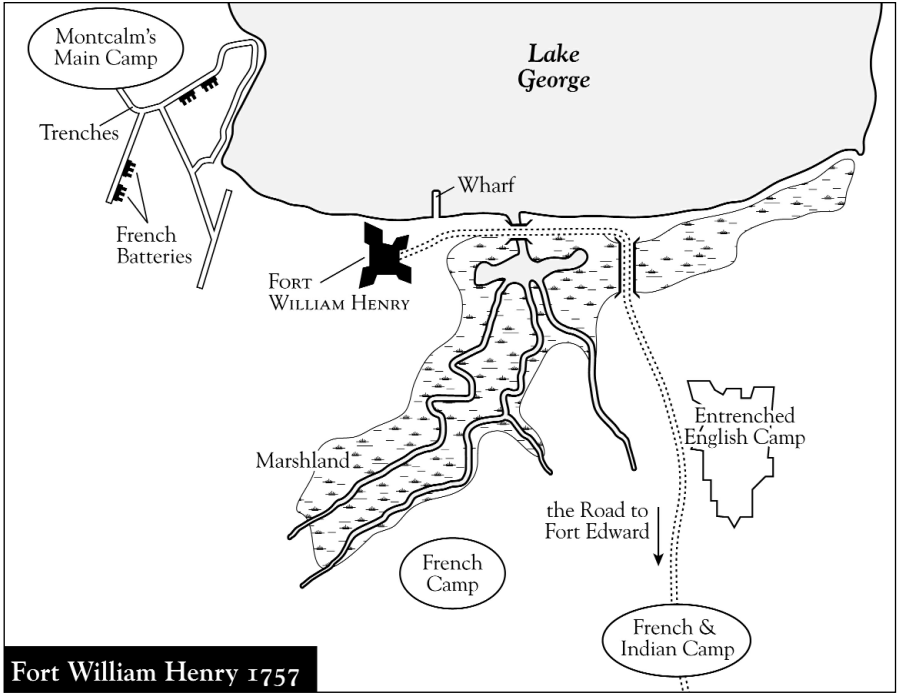 Montcalm's
Main Camp
Lake
George
Trenches
Wharf
French
Batteries
Fort
William Henry
Entrenched
English Camp
Marshland
the Road to
Fort Edward
French
Camp
French &
Indian Camp
Fort William Henry 1757